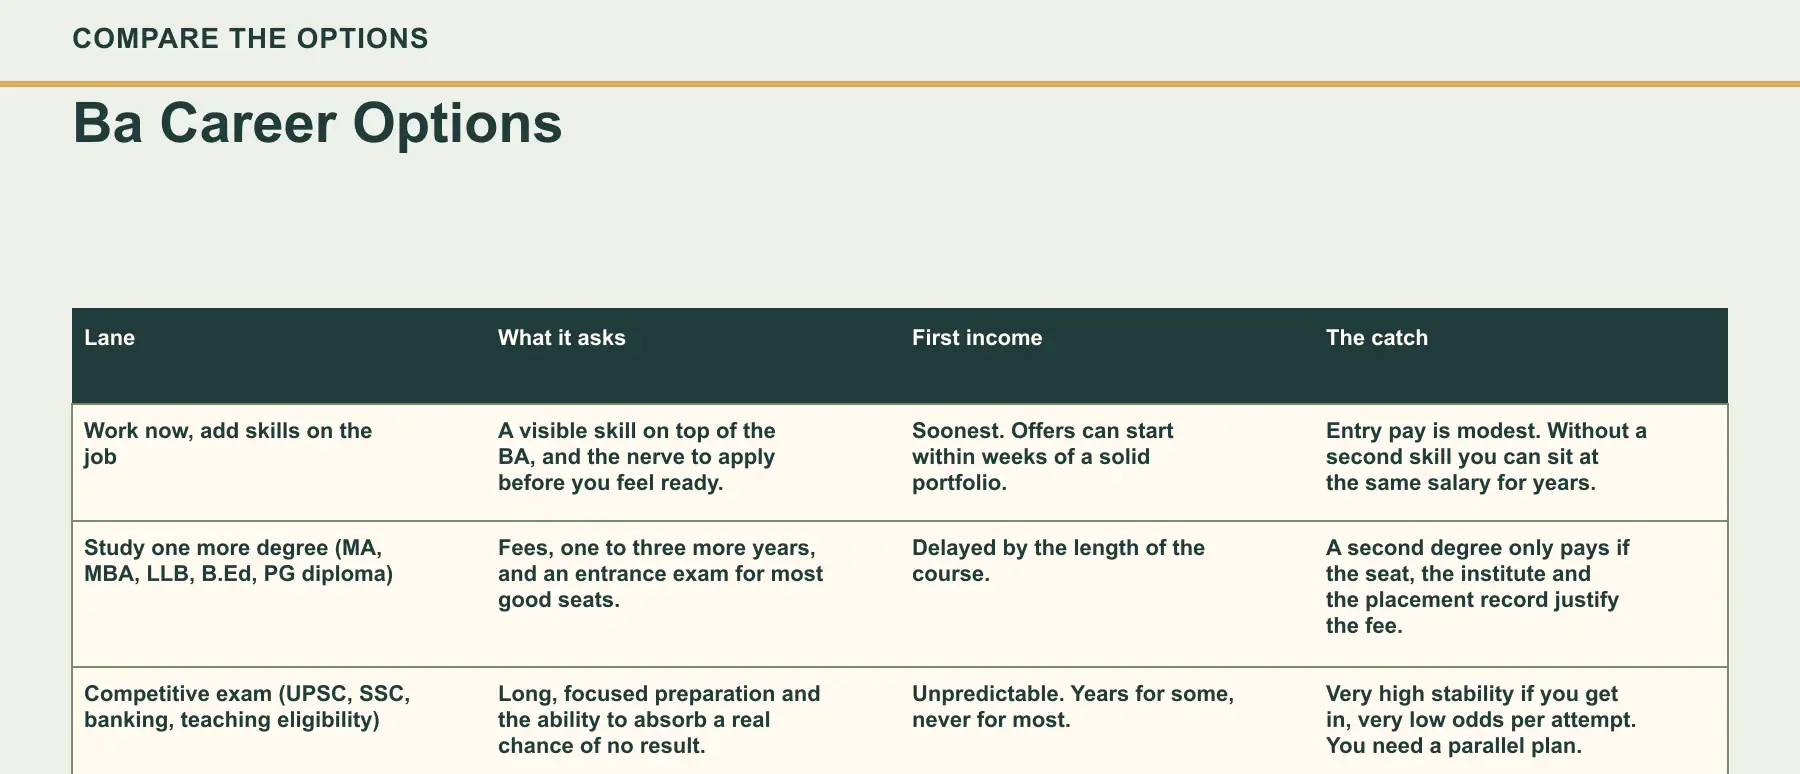 COMPARE THE OPTIONS
Ba Career Options
Lane
What it asks
First income
The catch
Work now, add skills on the
job
A visible skill on top of the
BA, and the nerve to apply
before you feel ready.
Soonest. Offers can start
within weeks of a solid
portfolio.
Entry pay is modest. Without a
second skill you can sit at
the same salary for years.
Study one more degree (MA,
MBA, LLB, B.Ed, PG diploma)
Fees, one to three more years,
and an entrance exam for most
good seats.
Delayed by the length of the
course.
A second degree only pays if
the seat, the institute and
the placement record justify
the fee.
Competitive exam (UPSC, SSC,
banking, teaching eligibility)
Long, focused preparation and
the ability to absorb a real
chance of no result.
Unpredictable. Years for some,
never for most.
Very high stability if you get
in, very low odds per attempt.
You need a parallel plan.